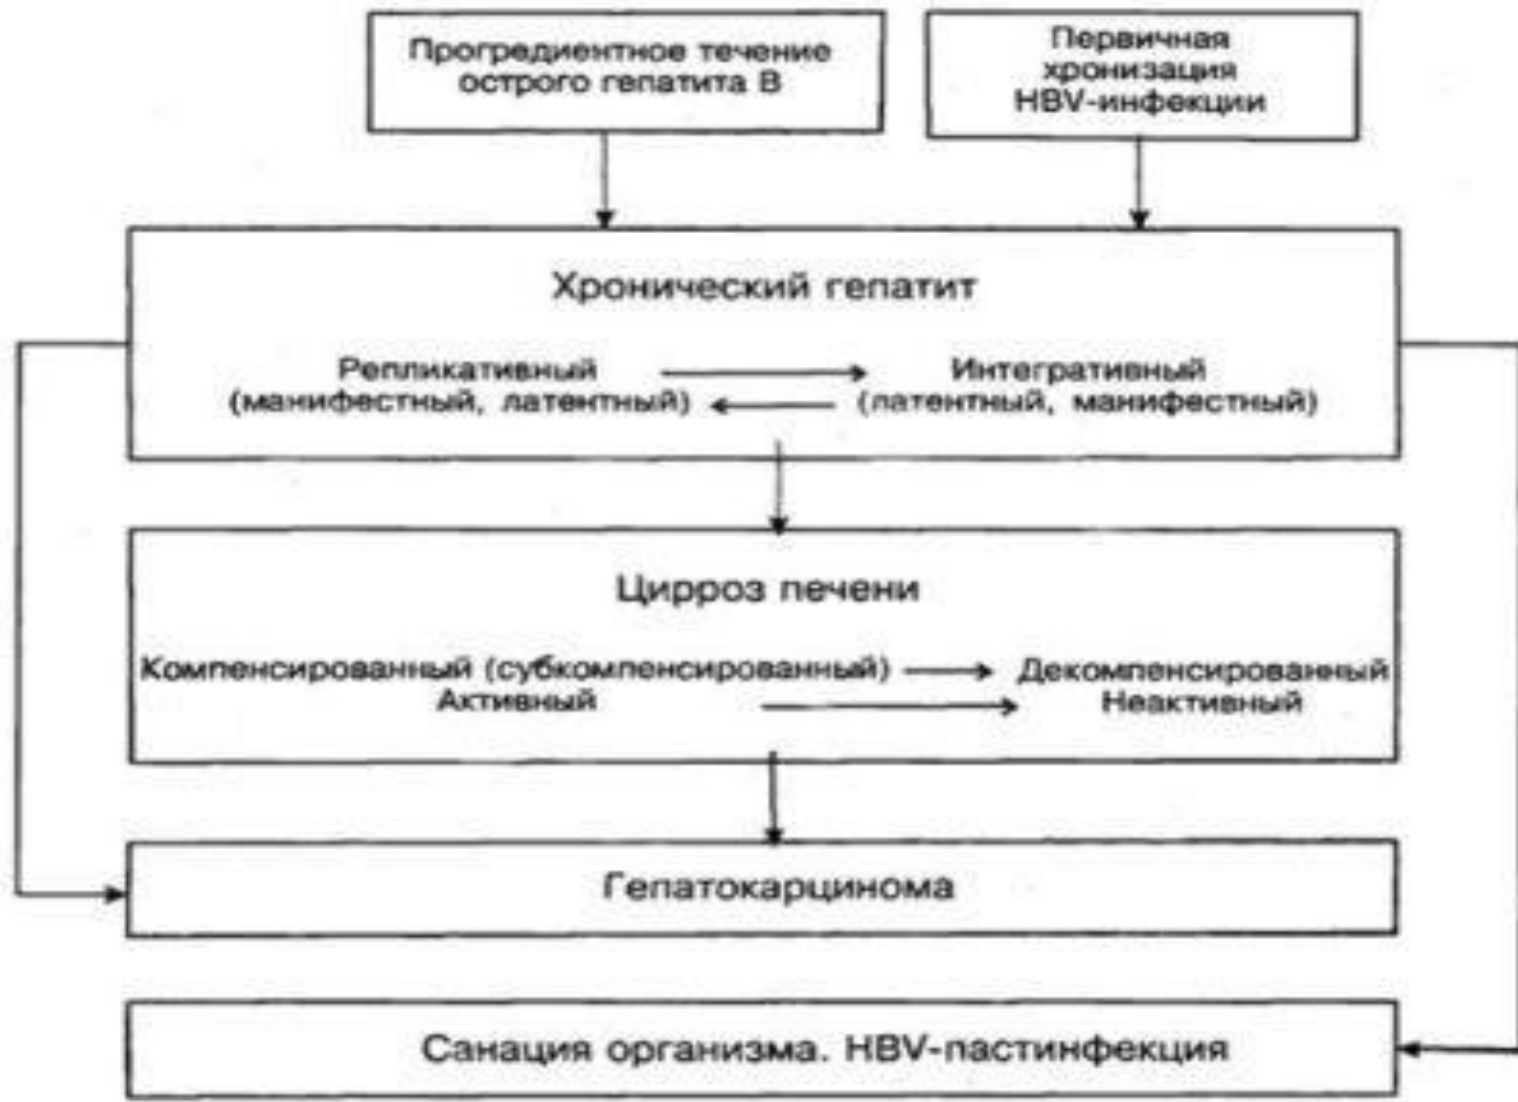 Прогредиентное течение
острого гепатита В
Первичная
хронизация
HBV-инфекции
Хронический гепатит
Репликативный
(манифестный, латентный)
Интегративный
(латентный, манифестный)
Цирроз печени
Компенсированный (субкомпенсированный)
Декомпенсированный
Активный
Неактивный
Гепатокарцинома
Санация организма. HBV-пастинфекция